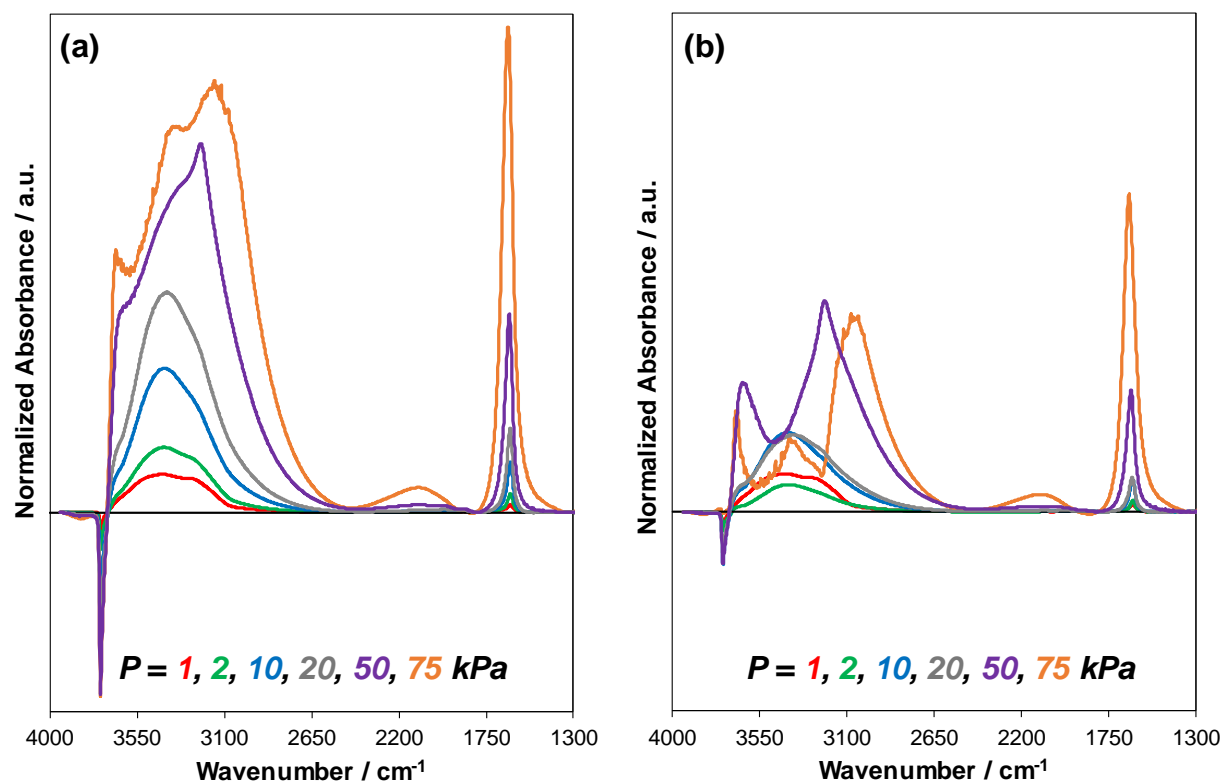 (a)
Normalized Absorbance / a.u.
P = 1, 2, 10, 20, 50, 75 kPa
4000 3550 3100 2650 2200 1750 1300
Wavenumber / cm⁻¹
(b)
Normalized Absorbance / a.u.
P = 1, 2, 10, 20, 50, 75 kPa
4000 3550 3100 2650 2200 1750 1300
Wavenumber / cm⁻¹